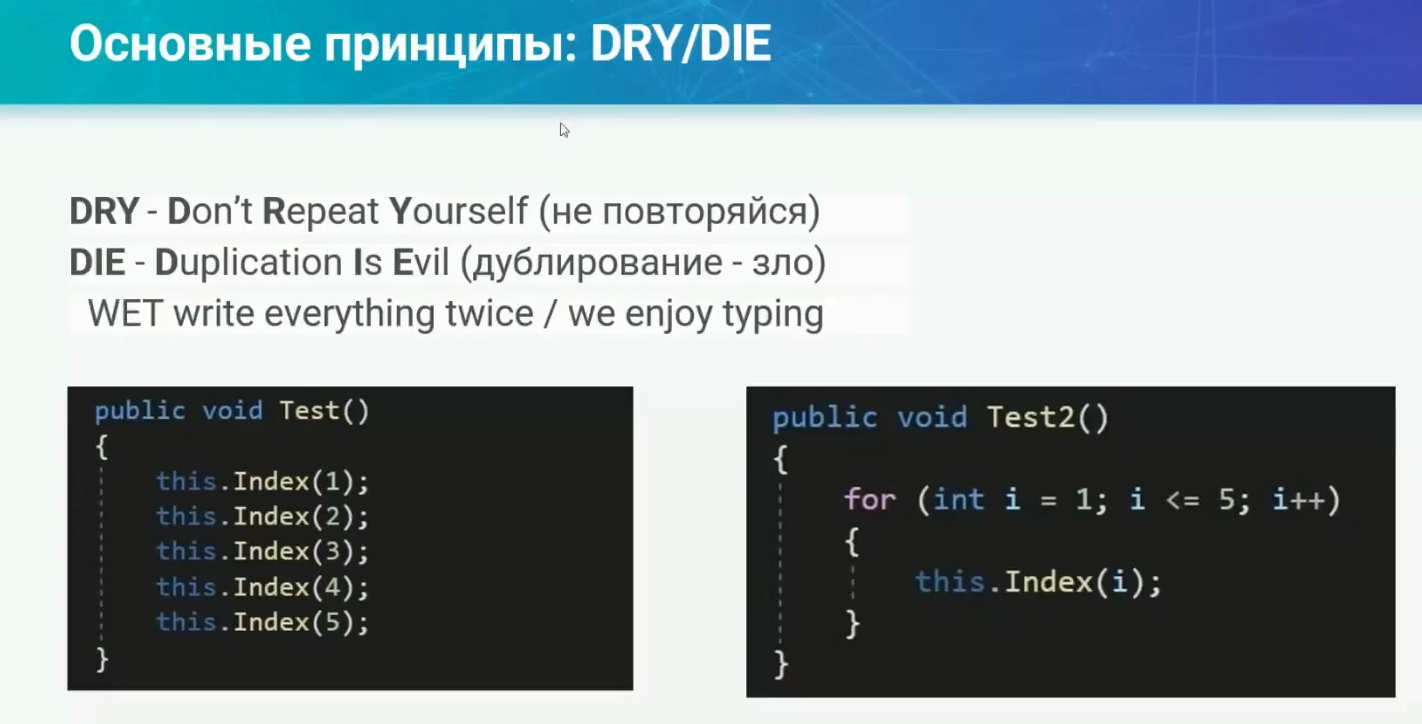 Основные принципы: DRY/DIE
DRY - Don't Repeat Yourself (не повторяйся)
DIE - Duplication Is Evil (дублирование - зло)
WET write everything twice / we enjoy typing
public void Test()
{
    this.Index(1);
    this.Index(2);
    this.Index(3);
    this.Index(4);
    this.Index(5);
}
public void Test2()
{
    for (int i = 1; i <= 5; i++)
    {
        this.Index(i);
    }
}